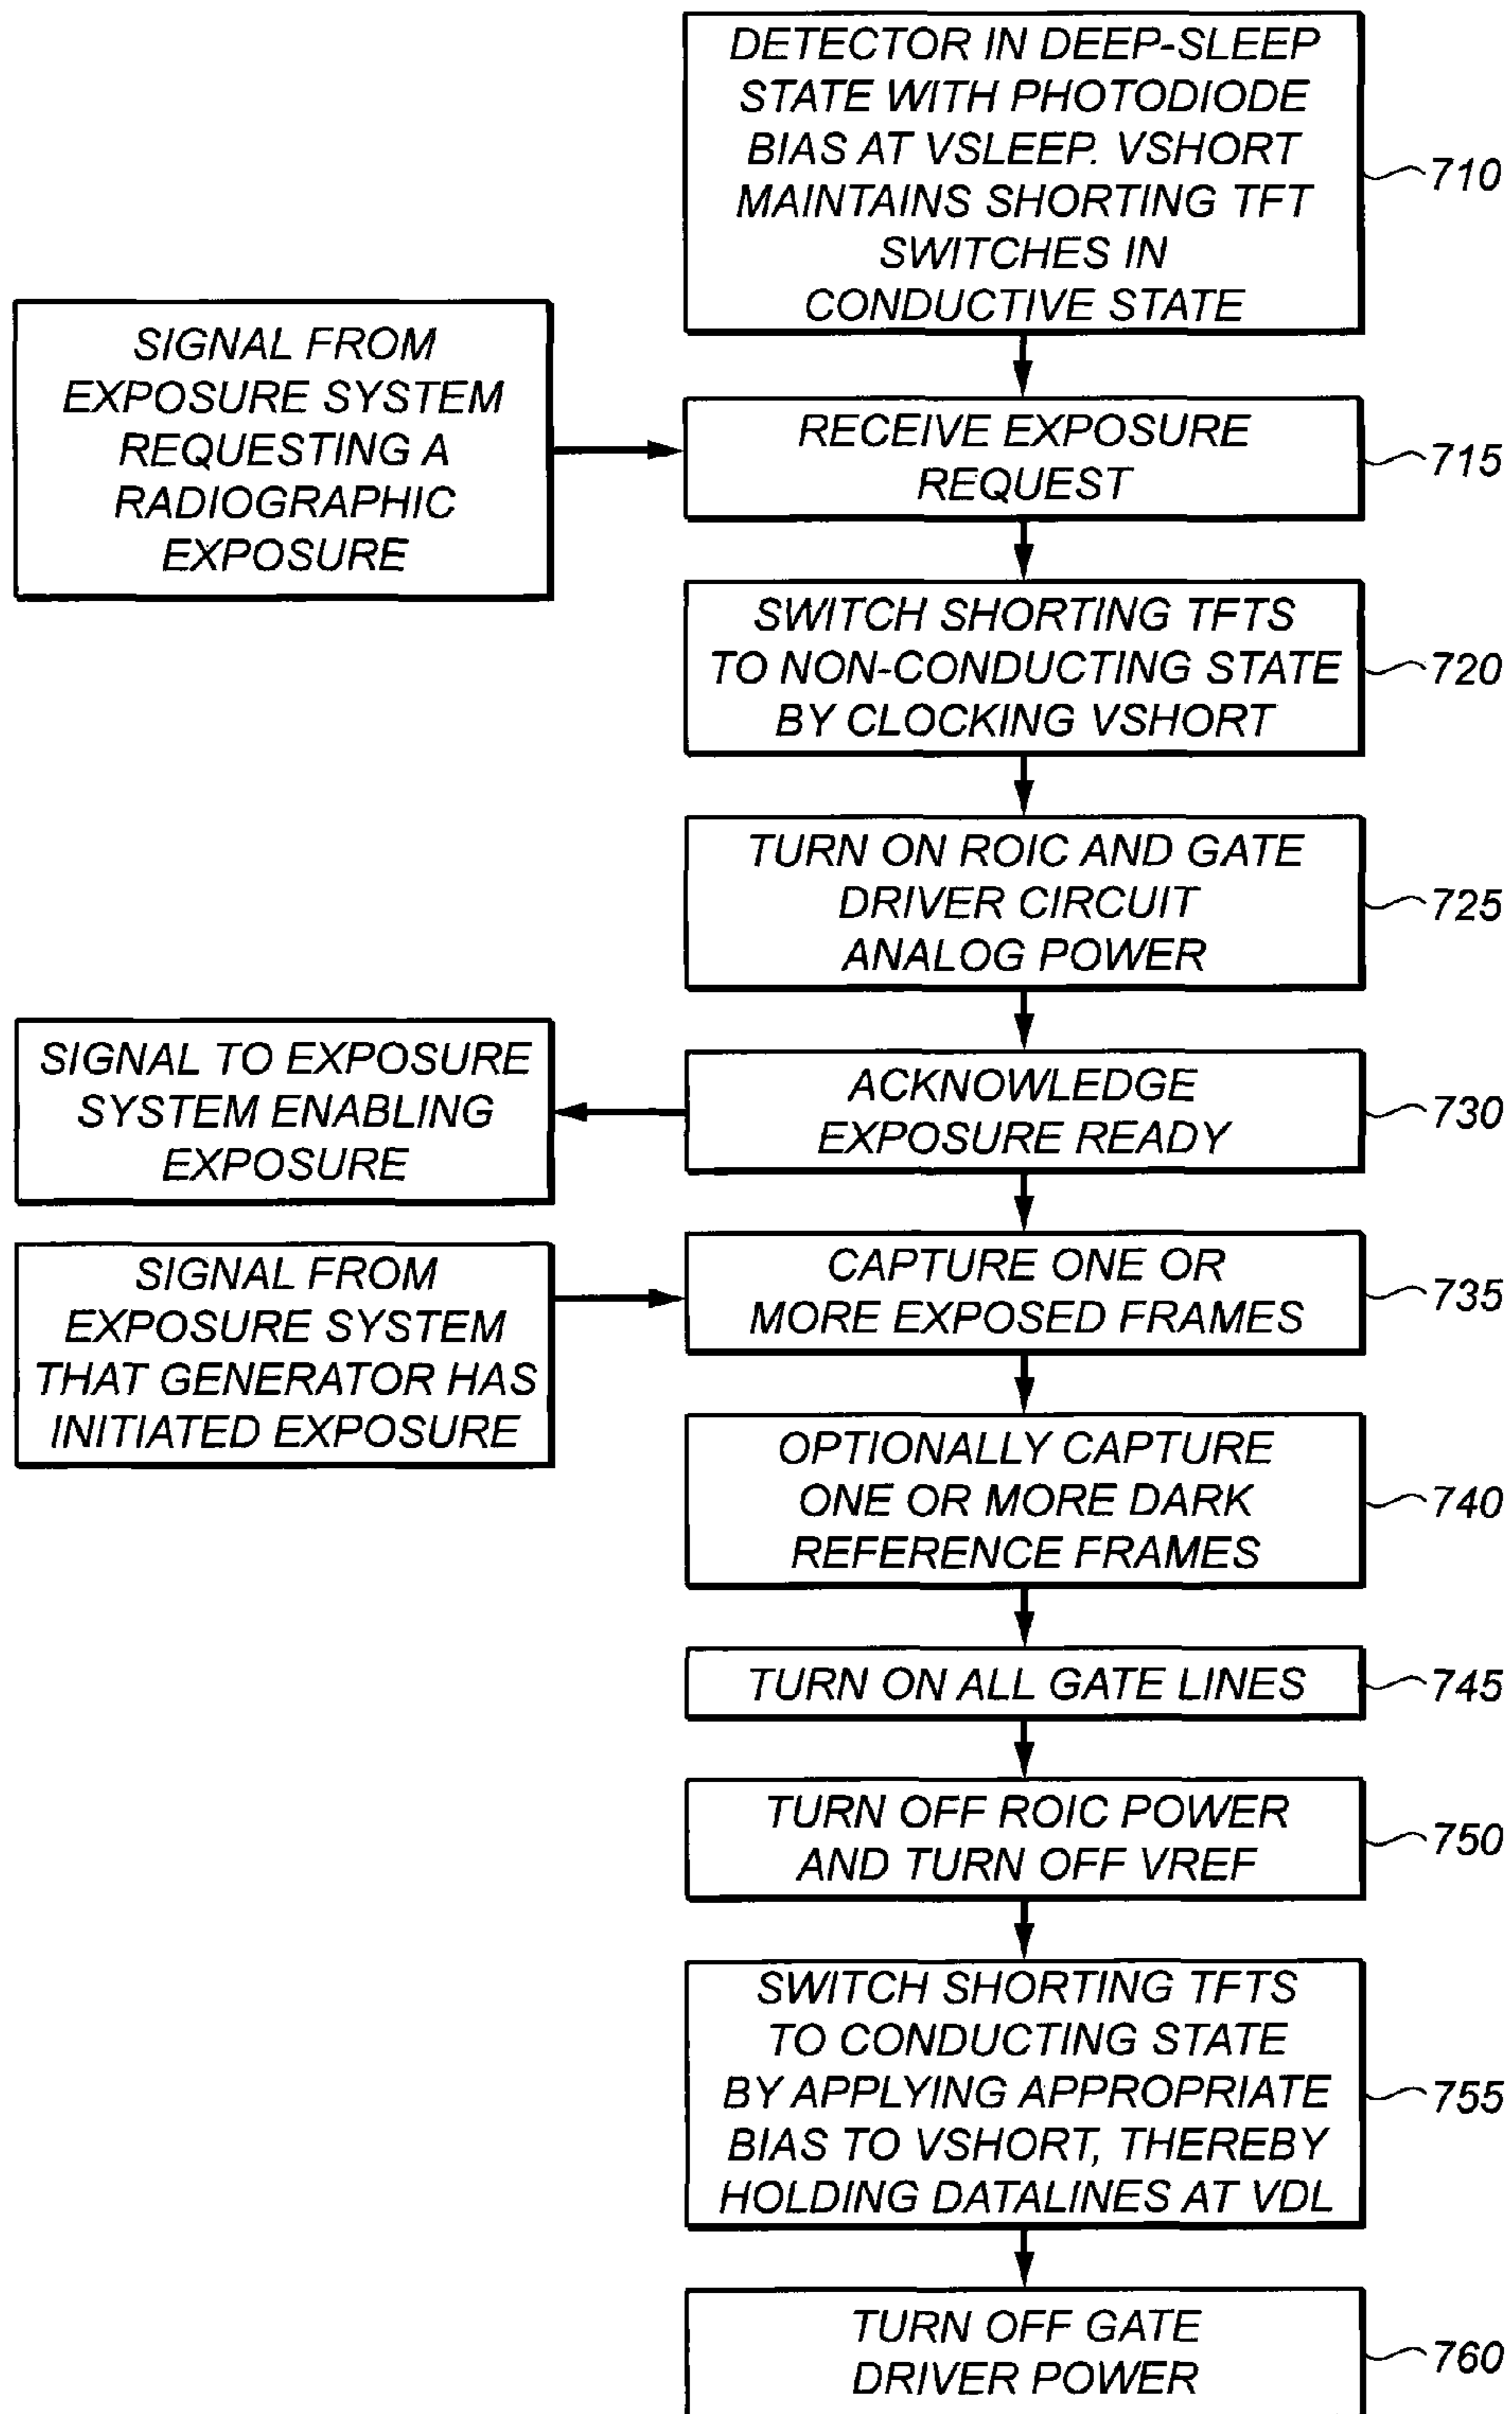 DETECTOR IN DEEP-SLEEP
STATE WITH PHOTODIODE
BIAS AT VSLEEP. VSHORT
MAINTAINS SHORTING TFT
SWITCHES IN
CONDUCTIVE STATE
710
SIGNAL FROM
EXPOSURE SYSTEM
REQUESTING A
RADIOGRAPHIC
EXPOSURE
RECEIVE EXPOSURE
REQUEST
715
SWITCH SHORTING TFTS
TO NON-CONDUCTING STATE
BY CLOCKING VSHORT
720
TURN ON ROIC AND GATE
DRIVER CIRCUIT
ANALOG POWER
725
SIGNAL TO EXPOSURE
SYSTEM ENABLING
EXPOSURE
ACKNOWLEDGE
EXPOSURE READY
730
SIGNAL FROM
EXPOSURE SYSTEM
THAT GENERATOR HAS
INITIATED EXPOSURE
CAPTURE ONE OR
MORE EXPOSED FRAMES
735
OPTIONALLY CAPTURE
ONE OR MORE DARK
REFERENCE FRAMES
740
TURN ON ALL GATE LINES
745
TURN OFF ROIC POWER
AND TURN OFF VREF
750
SWITCH SHORTING TFTS
TO CONDUCTING STATE
BY APPLYING APPROPRIATE
BIAS TO VSHORT, THEREBY
HOLDING DATALINES AT VDL
755
TURN OFF GATE
DRIVER POWER
760